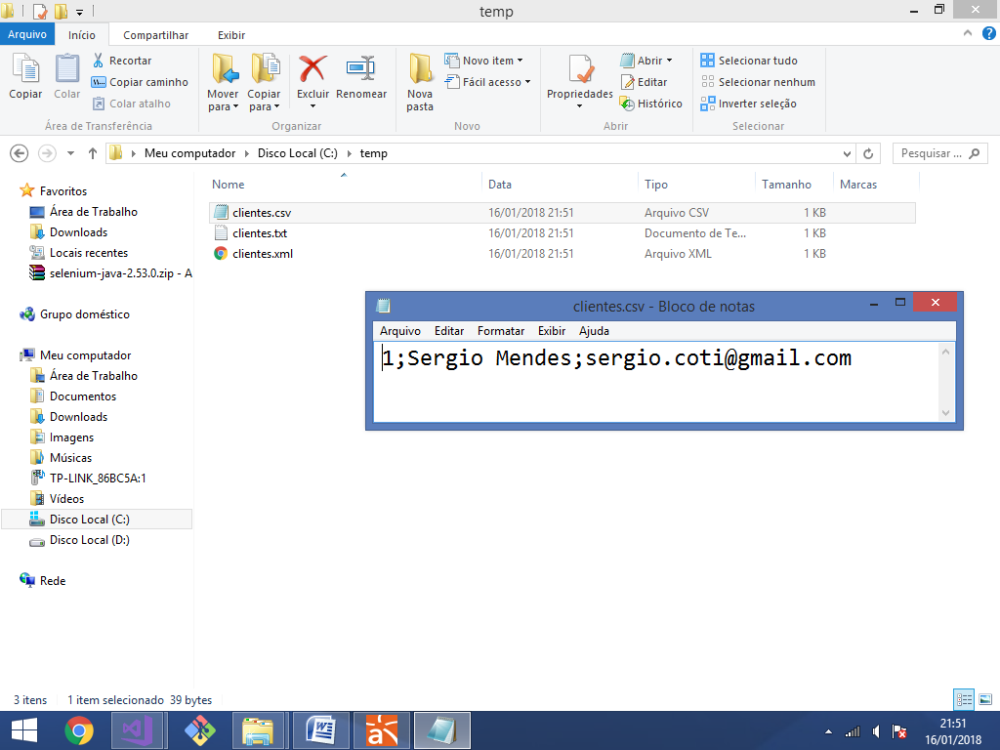 temp
Arquivo Início Compartilhar Exibir
Copiar
Colar
Recortar
Copiar caminho
Colar atalho
Área de Transferência
Mover para
Copiar para
Excluir
Renomear
Organizar
Nova pasta
Novo item
Fácil acesso
Novo
Propriedades
Abrir
Editar
Histórico
Abrir
Selecionar tudo
Selecionar nenhum
Inverter seleção
Selecionar
Meu computador Disco Local (C:) temp
Pesquisar ...
Favoritos
Área de Trabalho
Downloads
Locais recentes
selenium-java-2.53.0.zip - A
Grupo doméstico
Meu computador
Área de Trabalho
Documentos
Downloads
Imagens
Músicas
TP-LINK_86BC5A:1
Vídeos
Disco Local (C:)
Disco Local (D:)
Rede
Nome Data Tipo Tamanho Marcas
clientes.csv 16/01/2018 21:51 Arquivo CSV 1 KB
clientes.txt 16/01/2018 21:51 Documento de Te... 1 KB
clientes.xml 16/01/2018 21:51 Arquivo XML 1 KB
clientes.csv - Bloco de notas
Arquivo Editar Formatar Exibir Ajuda
1;Sergio Mendes;sergio.coti@gmail.com
3 itens 1 item selecionado 39 bytes
21:51
16/01/2018